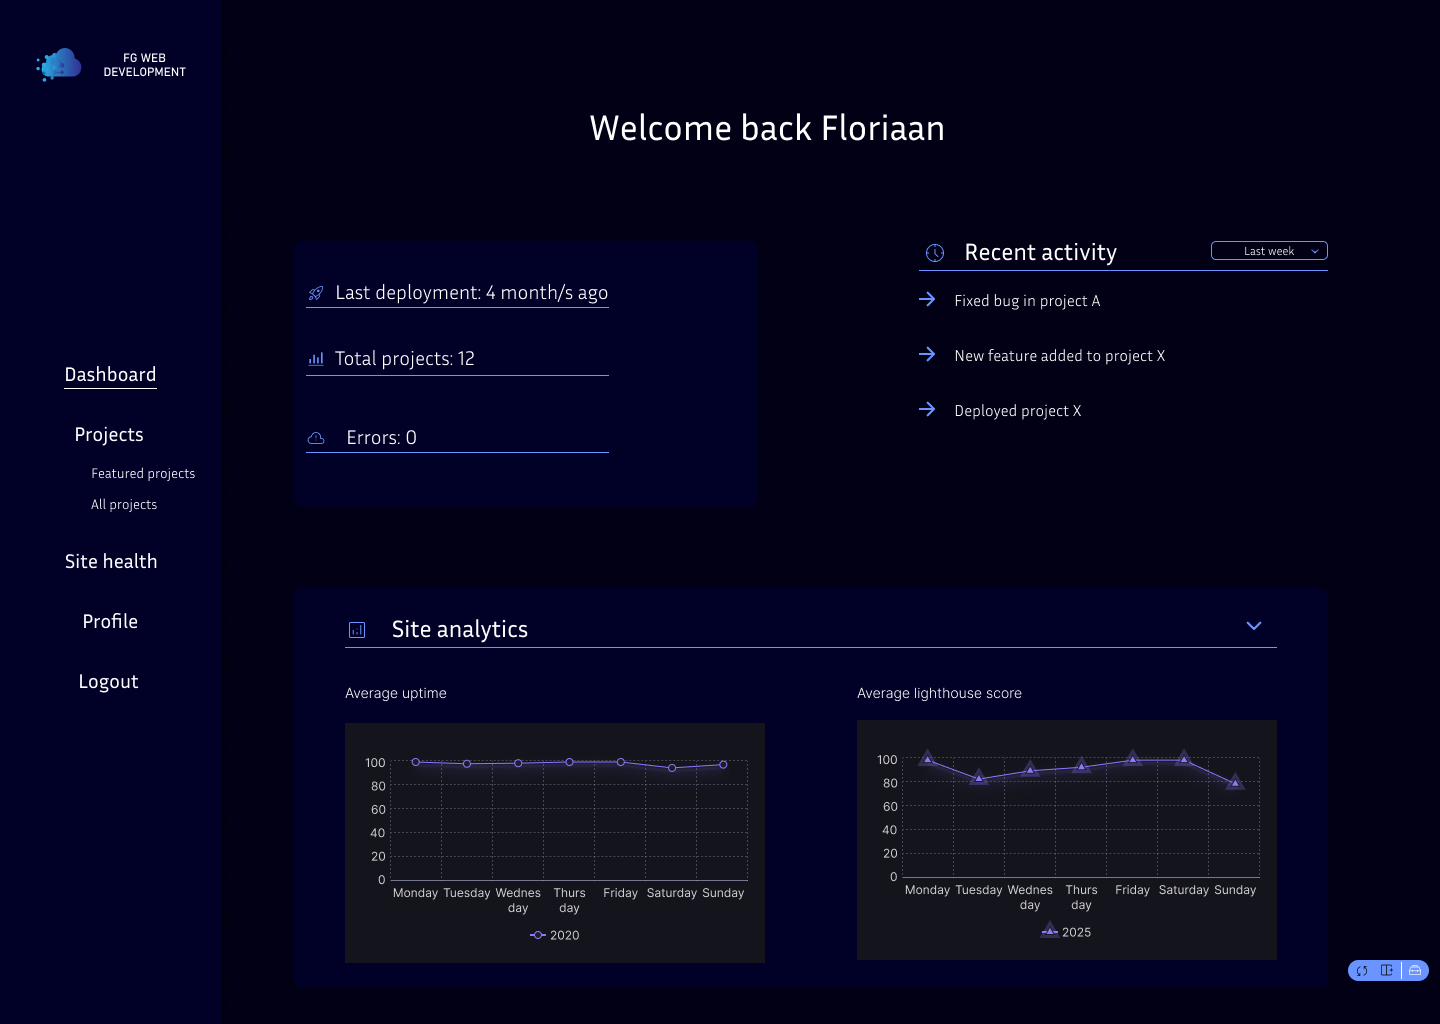 FG WEB
DEVELOPMENT
Welcome back Floriaan
Dashboard
Projects
Featured projects
All projects
Site health
Profile
Logout
Last deployment: 4 month/s ago
Total projects: 12
Errors: 0
Recent activity
Last week
Fixed bug in project A
New feature added to project X
Deployed project X
Site analytics
Average uptime
100
80
60
40
20
0
Monday Tuesday Wednes Thurs Friday Saturday Sunday
day day
2020
Average lighthouse score
100
80
60
40
20
0
Monday Tuesday Wednes Thurs Friday Saturday Sunday
day day
2025